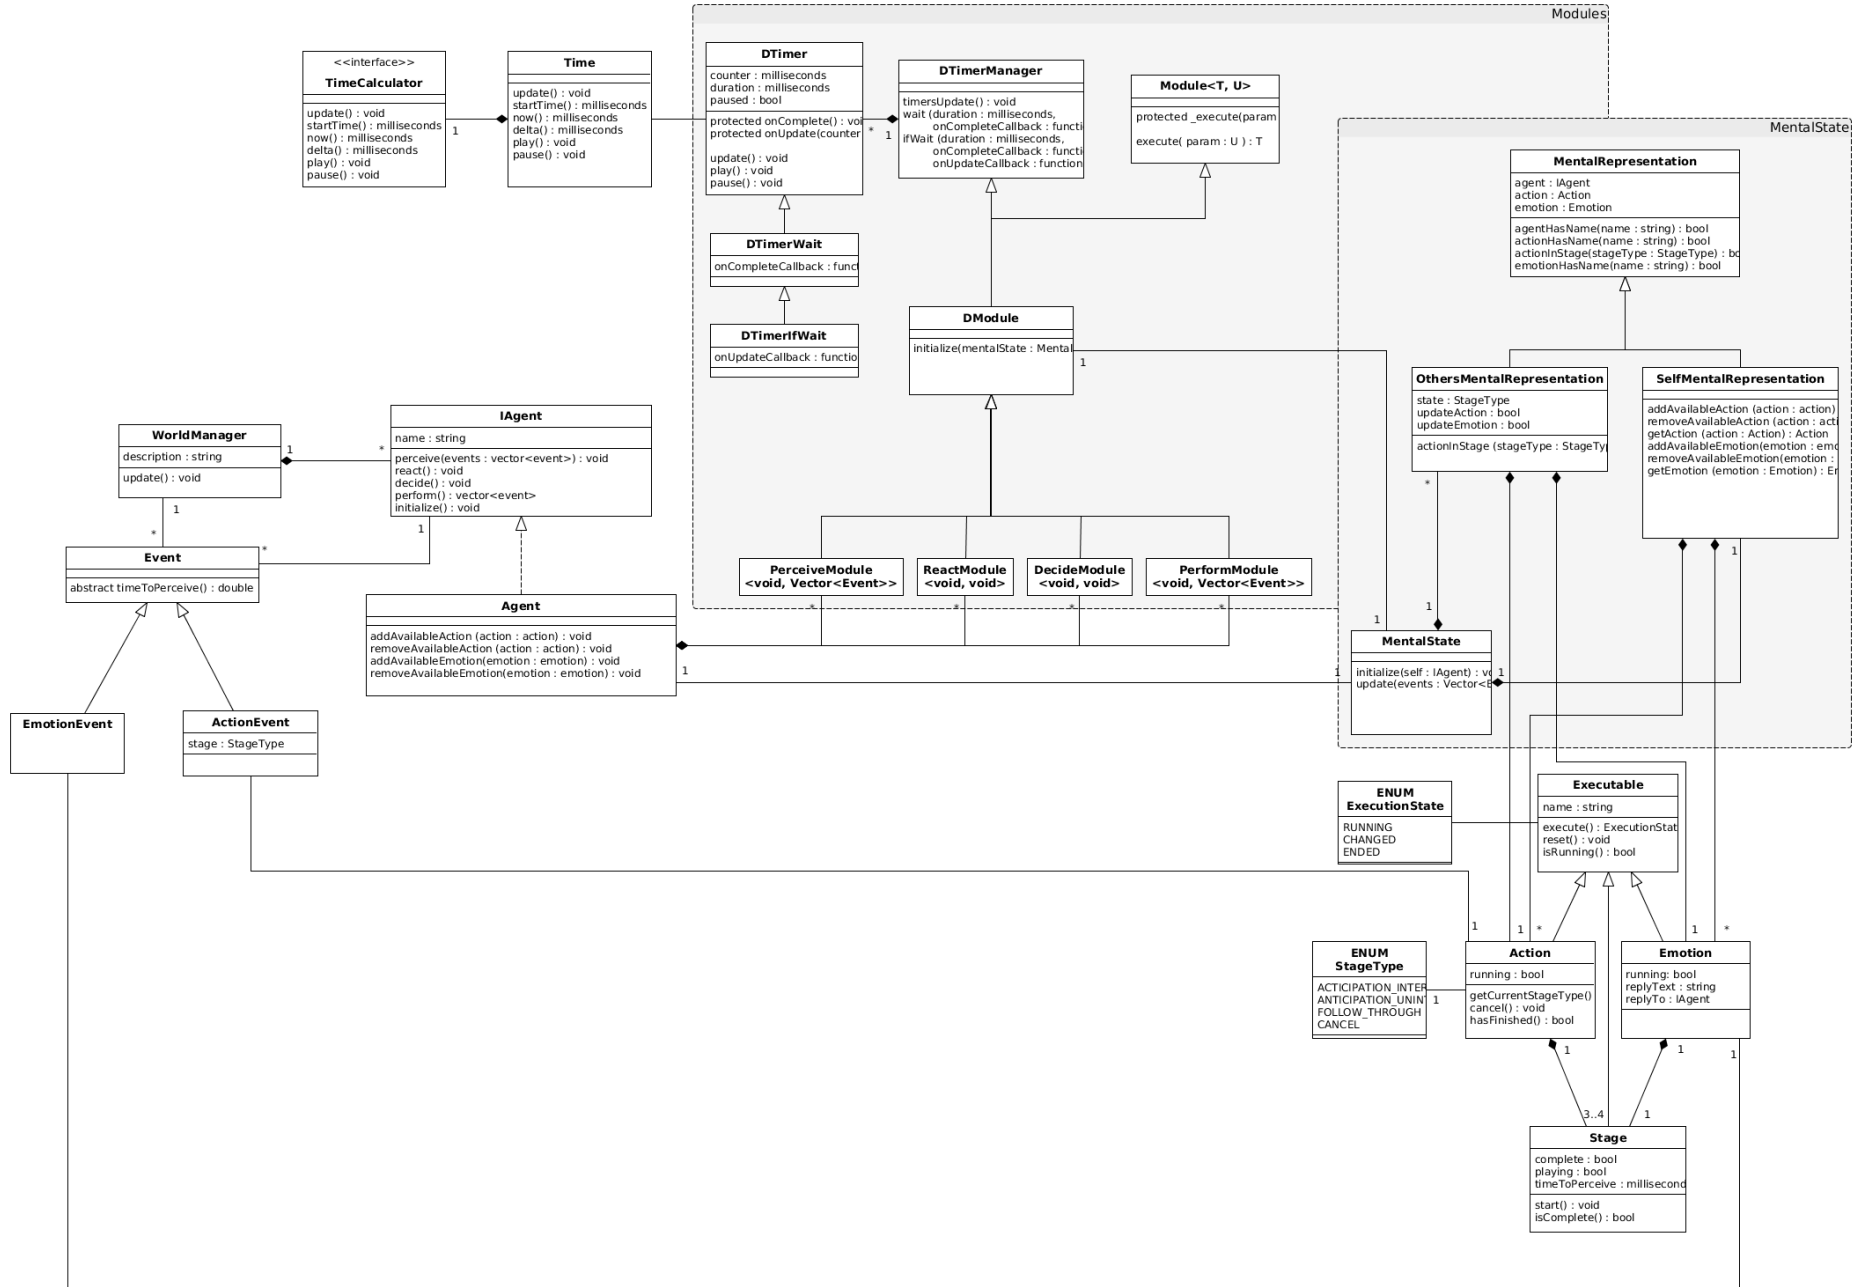 Modules
<<interface>>
TimeCalculator
update() : void
startTime() : milliseconds
now() : milliseconds
delta() : milliseconds
play() : void
pause() : void
1
Time
update() : void
startTime() : milliseconds
now() : milliseconds
delta() : milliseconds
play() : void
pause() : void
DTimer
counter : milliseconds
duration : milliseconds
paused : bool
protected onComplete() : voi
protected onUpdate(counter
update() : void
play() : void
pause() : void
*
1
DTimerManager
timersUpdate() : void
wait (duration : milliseconds,
onCompleteCallback : functi
ifWait (duration : milliseconds,
onCompleteCallback : functi
onUpdateCallback : function
Module<T, U>
protected _execute(param
execute( param : U ) : T
DTimerWait
onCompleteCallback : funct
DTimerIfWait
onUpdateCallback : functio
DModule
initialize(mentalState : Mental
1
MentalState
MentalRepresentation
agent : IAgent
action : Action
emotion : Emotion
agentHasName(name : string) : bool
actionHasName(name : string) : bool
actionInStage(stageType : StageType) : bo
emotionHasName(name : string) : bool
OthersMentalRepresentation
state : StageType
updateAction : bool
updateEmotion : bool
actionInStage (stageType : StageTy
*
SelfMentalRepresentation
addAvailableAction (action : action)
removeAvailableAction (action : acti
getAction (action : Action) : Action
addAvailableEmotion(emotion : emo
removeAvailableEmotion(emotion :
getEmotion (emotion : Emotion) : Er
1
WorldManager
description : string
update() : void
1
*
1
*
IAgent
name : string
perceive(events : vector<event>) : void
react() : void
decide() : void
perform() : vector<event>
initialize() : void
1
*
Event
abstract timeToPerceive() : double
PerceiveModule
<void, Vector<Event>>
*
ReactModule
<void, void>
*
DecideModule
<void, void>
*
PerformModule
<void, Vector<Event>>
*
Agent
addAvailableAction (action : action) : void
removeAvailableAction (action : action) : void
addAvailableEmotion(emotion : emotion) : void
removeAvailableEmotion(emotion : emotion) : void
1
1
1
1
MentalState
initialize(self : IAgent) : vo
update(events : Vector<E
1
EmotionEvent
ActionEvent
stage : StageType
ENUM
ExecutionState
RUNNING
CHANGED
ENDED
Executable
name : string
execute() : ExecutionStat
reset() : void
isRunning() : bool
1
1
*
1
*
ENUM
StageType
ACTICIPATION_INTER
ANTICIPATION_UNIN
FOLLOW_THROUGH
CANCEL
1
Action
running : bool
getCurrentStageType()
cancel() : void
hasFinished() : bool
1
Emotion
running: bool
replyText : string
replyTo : IAgent
1
1
3..4
1
Stage
complete : bool
playing : bool
timeToPerceive : millisecond
start() : void
isComplete() : bool